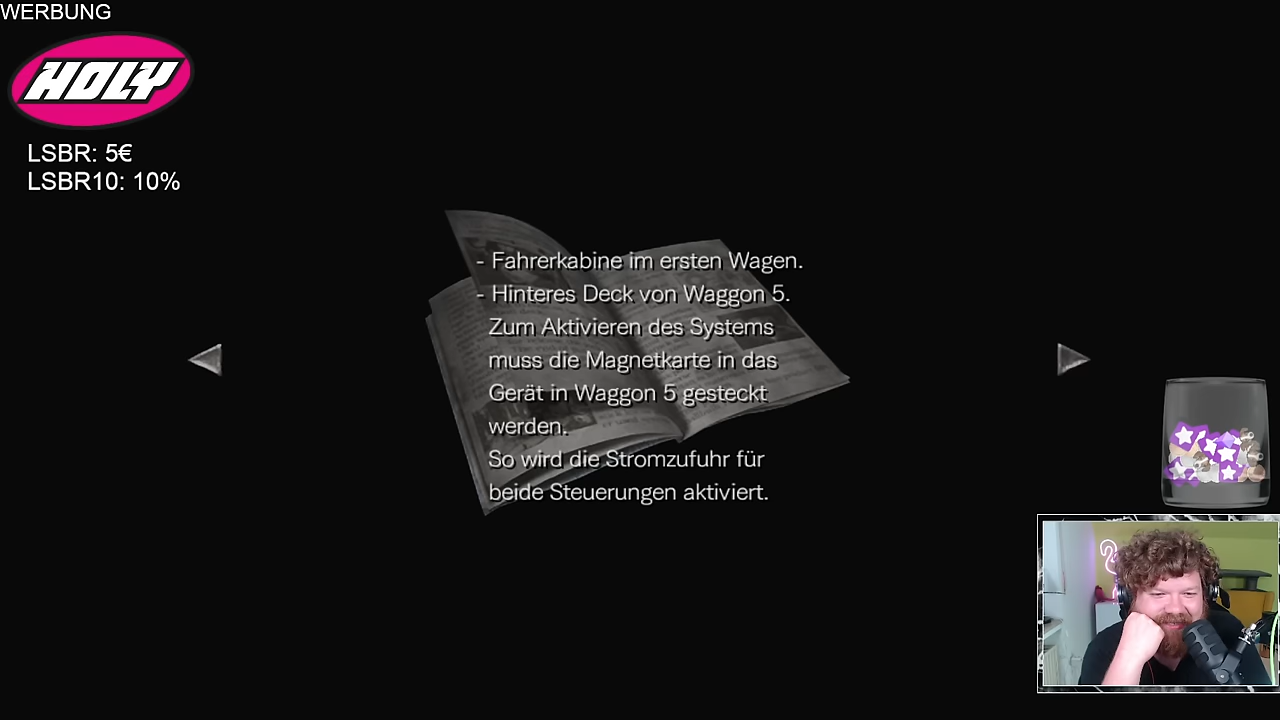 WERBUNG
HOLY
LSBR: 5€
LSBR10: 10%
- Fahrerkabine im ersten Wagen.
- Hinteres Deck von Waggon 5.
Zum Aktivieren des Systems
muss die Magnetkarte in das
Gerät in Waggon 5 gesteckt
werden.
So wird die Stromzufuhr für
beide Steuerungen aktiviert.